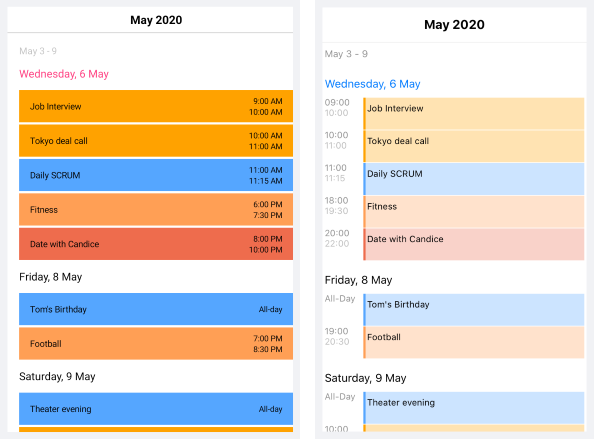 May 2020
May 3 - 9
Wednesday, 6 May
Job Interview
9:00 AM
10:00 AM
Tokyo deal call
10:00 AM
11:00 AM
Daily SCRUM
11:00 AM
11:15 AM
Fitness
6:00 PM
7:30 PM
Date with Candice
8:00 PM
10:00 PM
Friday, 8 May
Tom's Birthday
All-day
Football
7:00 PM
8:30 PM
Saturday, 9 May
Theater evening
All-day
May 2020
May 3 - 9
Wednesday, 6 May
09:00
10:00
Job Interview
10:00
11:00
Tokyo deal call
11:00
11:15
Daily SCRUM
18:00
19:30
Fitness
20:00
22:00
Date with Candice
Friday, 8 May
All-Day
Tom's Birthday
19:00
20:30
Football
Saturday, 9 May
All-Day
Theater evening
10:00